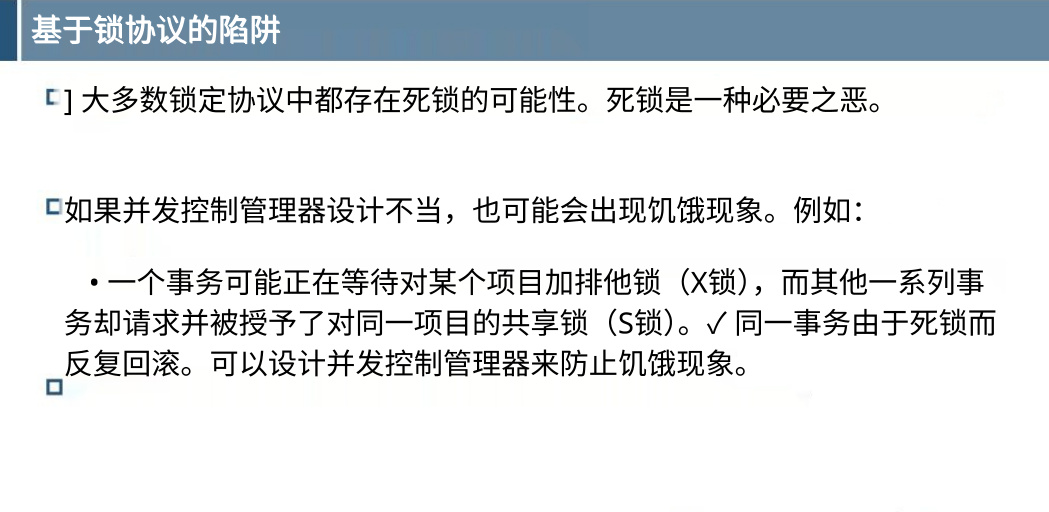 基于锁协议的陷阱
] 大多数锁定协议中都存在死锁的可能性。死锁是一种必要之恶。
如果并发控制管理器设计不当，也可能会出现饥饿现象。例如：
• 一个事务可能正在等待对某个项目加排他锁（X锁），而其他一系列事
务却请求并被授予了对同一项目的共享锁（S锁）。✓ 同一事务由于死锁而
反复回滚。可以设计并发控制管理器来防止饥饿现象。